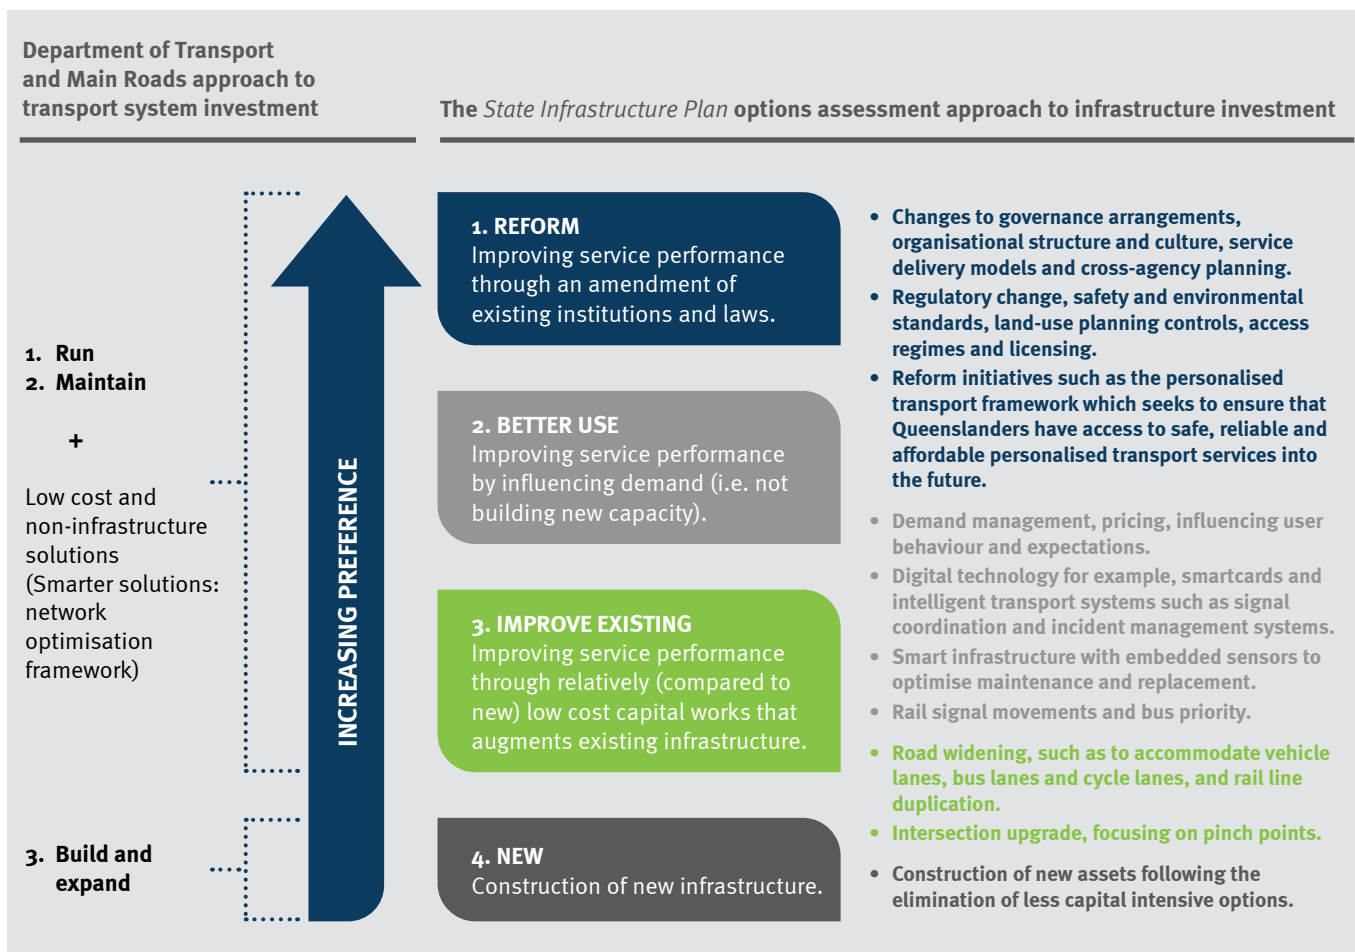 Department of Transport
and Main Roads approach to
transport system investment
The State Infrastructure Plan options assessment approach to infrastructure investment
1. Run
2. Maintain
+
Low cost and
non-infrastructure
solutions
(Smarter solutions:
network
optimisation
framework)
3. Build and
expand
INCREASING PREFERENCE
1. REFORM
Improving service performance
through an amendment of
existing institutions and laws.
2. BETTER USE
Improving service performance
by influencing demand (i.e. not
building new capacity).
3. IMPROVE EXISTING
Improving service performance
through relatively (compared to
new) low cost capital works that
augments existing infrastructure.
4. NEW
Construction of new infrastructure.
• Changes to governance arrangements,
organisational structure and culture, service
delivery models and cross-agency planning.
• Regulatory change, safety and environmental
standards, land-use planning controls, access
regimes and licensing.
• Reform initiatives such as the personalised
transport framework which seeks to ensure that
Queenslanders have access to safe, reliable and
affordable personalised transport services into
the future.
• Demand management, pricing, influencing user
behaviour and expectations.
• Digital technology for example, smartcards and
intelligent transport systems such as signal
coordination and incident management systems.
• Smart infrastructure with embedded sensors to
optimise maintenance and replacement.
• Rail signal movements and bus priority.
• Road widening, such as to accommodate vehicle
lanes, bus lanes and cycle lanes, and rail line
duplication.
• Intersection upgrade, focusing on pinch points.
• Construction of new assets following the
elimination of less capital intensive options.